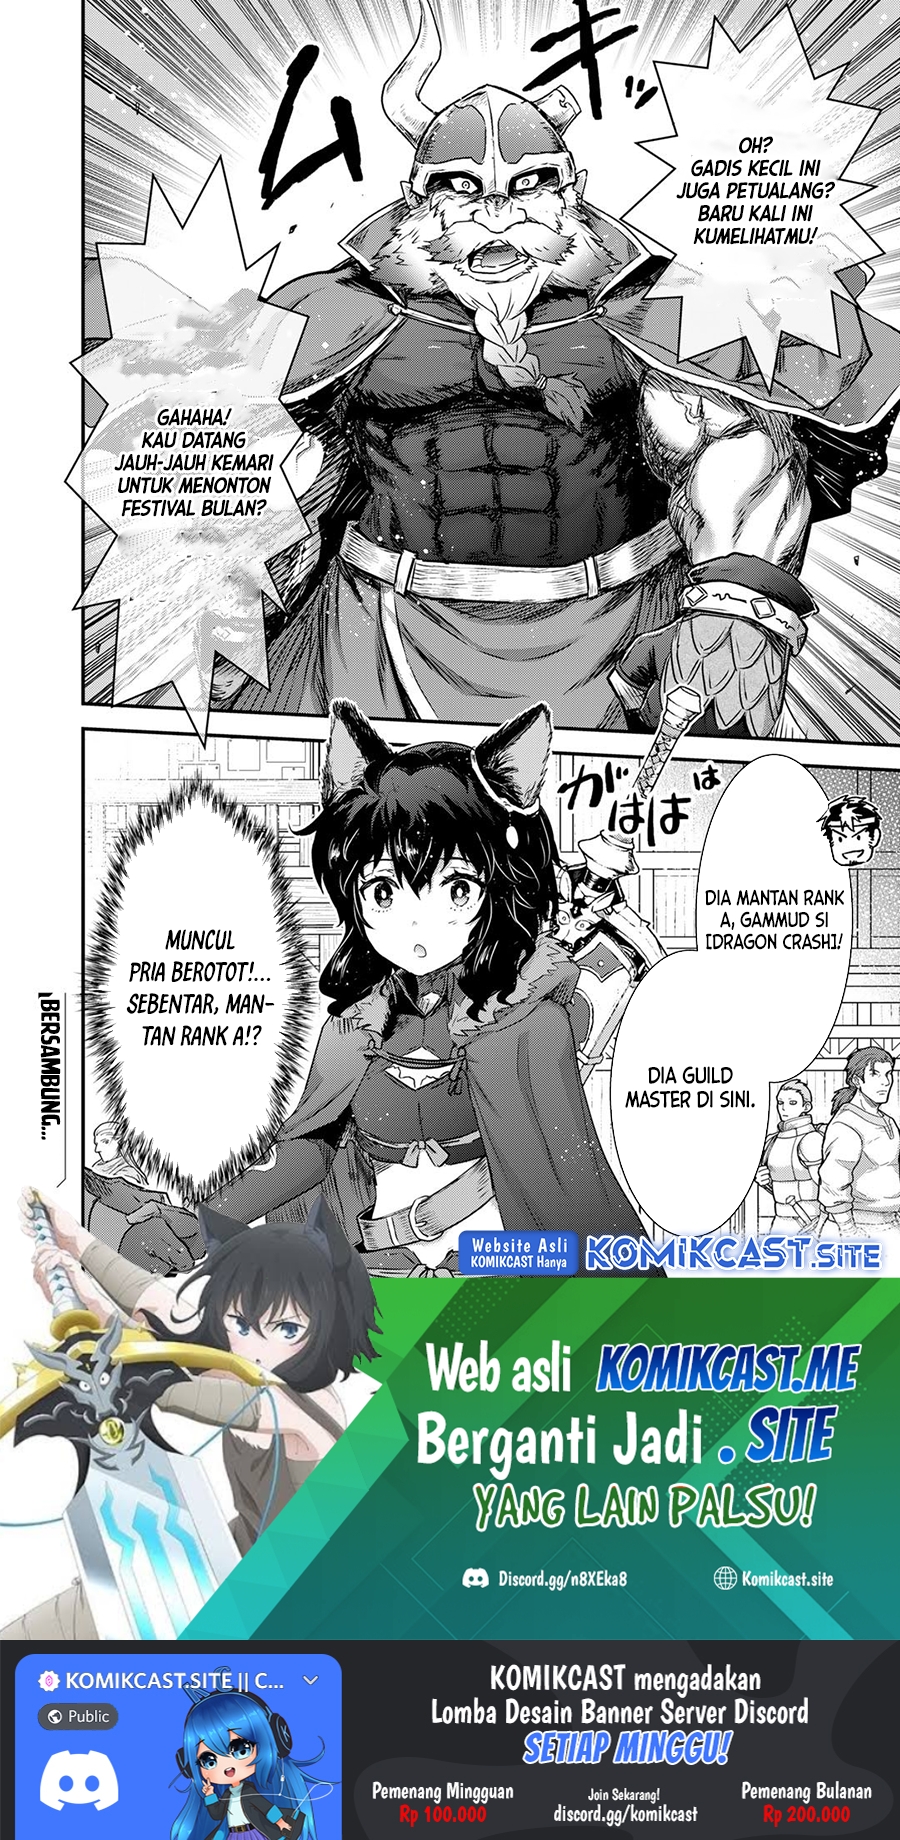 ムキッ
OH?
GADIS KECIL INI
JUGA PETUALANG?
BARU KALI INI
KUMELIHATMU!
GAHAHA!
KAU DATANG
JAUH-JAUH KEMARI
UNTUK MENONTON
FESTIVAL BULAN?
がははは
DIA MANTAN RANK
A, GAMMUD SI
[DRAGON CRASH]!
MUNCUL
PRIA BEROTOT!...
SEBENTAR, MAN-
TAN RANK A!?
DIA GUILD
MASTER DI SINI.
BERSAMBUNG...
Website Asli
KOMIKCAST Hanya
KOMIKCAST.SITE
Web asli KOMIKCAST.ME
Berganti Jadi .SITE
YANG LAIN PALSU!
Discord.gg/n8XEka8
Komikcast.site
KOMIKCAST.SITE || C...
Public
KOMIKCAST mengadakan
Lomba Desain Banner Server Discord
SETIAP MINGGU!
Pemenang Mingguan
Rp 100.000
Join Sekarang!
discord.gg/komikcast
Pemenang Bulanan
Rp 200.000